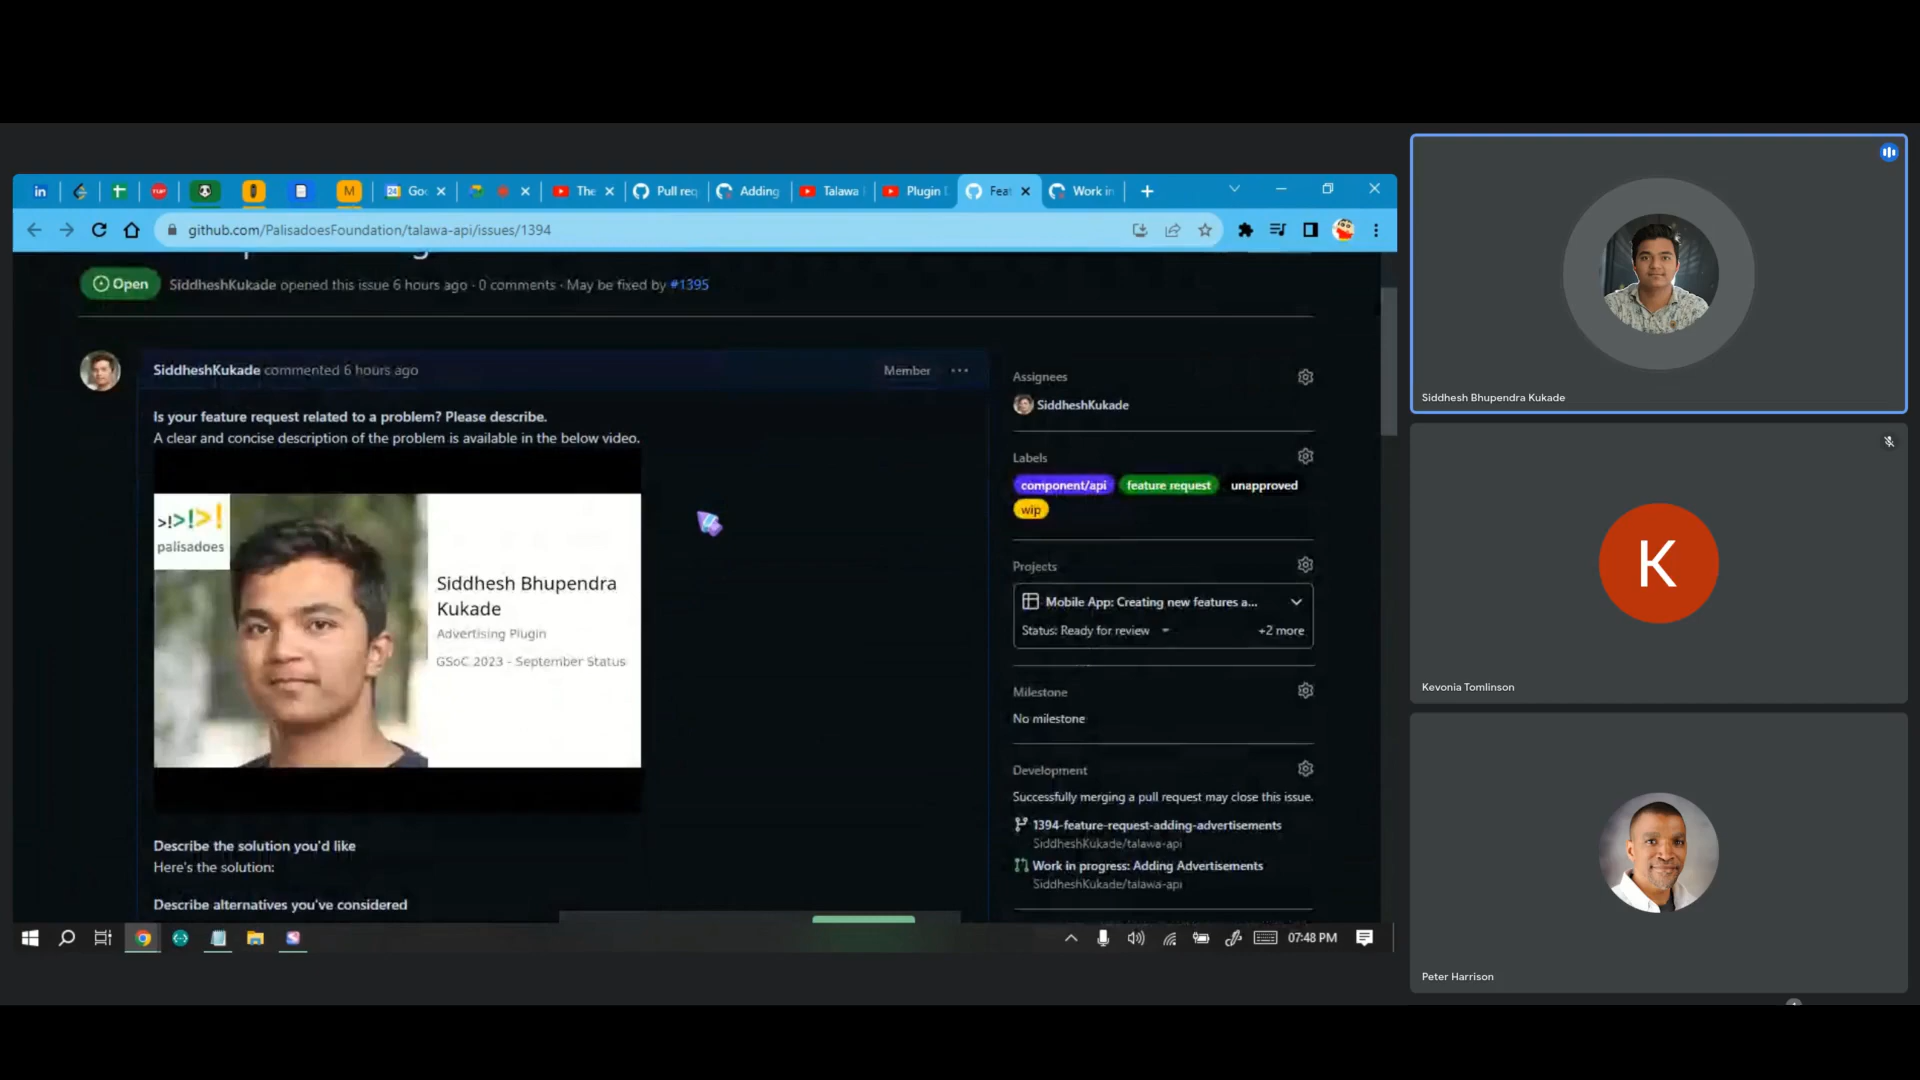 M
Go
The
Pull req
Adding
Talawa
Plugin
Feat
Work in
github.com/PalisadoesFoundation/talawa-api/issues/1394
Open
SiddheshKukade opened this issue 6 hours ago · 0 comments · May be fixed by #1395
SiddheshKukade commented 6 hours ago
Member
Is your feature request related to a problem? Please describe.
A clear and concise description of the problem is available in the below video.
palisadoes
Siddhesh Bhupendra
Kukade
Advertising Plugin
GSoC 2023 - September Status
Describe the solution you'd like
Here's the solution:
Describe alternatives you've considered
Assignees
SiddheshKukade
Labels
component/api
feature request
unapproved
wip
Projects
Mobile App: Creating new features a...
Status: Ready for review
+2 more
Milestone
No milestone
Development
Successfully merging a pull request may close this issue.
1394-feature-request-adding-advertisements
SiddheshKukade/talawa-api
Work in progress: Adding Advertisements
SiddheshKukade/talawa-api
07:48 PM
Siddhesh Bhupendra Kukade
K
Kevonia Tomlinson
Peter Harrison